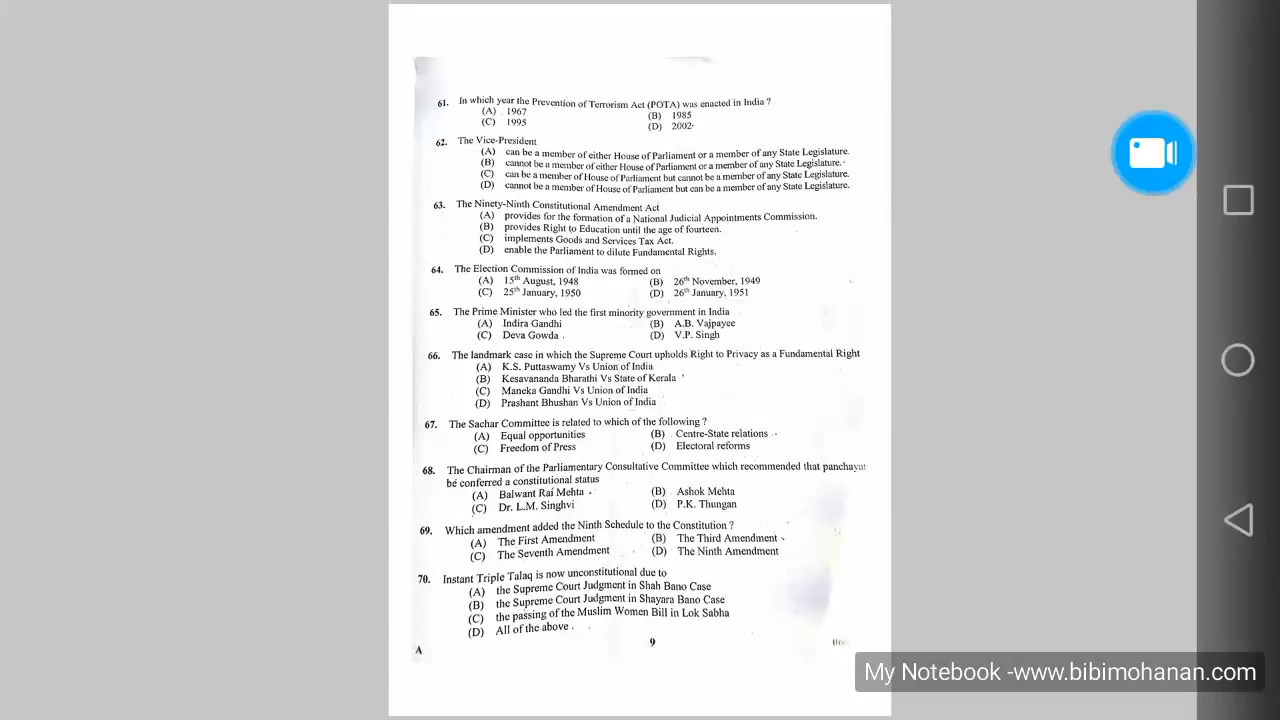 61. In which year the Prevention of Terrorism Act (POTA) was enacted in India ?
(A) 1967 (B) 1985
(C) 1995 (D) 2002
62. The Vice-President
(A) can be a member of either House of Parliament or a member of any State Legislature.
(B) cannot be a member of either House of Parliament or a member of any State Legislature.
(C) can be a member of House of Parliament but cannot be a member of any State Legislature.
(D) cannot be a member of House of Parliament but can be a member of any State Legislature.
63. The Ninety-Ninth Constitutional Amendment Act
(A) provides for the formation of a National Judicial Appointments Commission.
(B) provides Right to Education until the age of fourteen.
(C) implements Goods and Services Tax Act.
(D) enable the Parliament to dilute Fundamental Rights.
64. The Election Commission of India was formed on
(A) 15th August, 1948 (B) 26th November, 1949
(C) 25th January, 1950 (D) 26th January, 1951
65. The Prime Minister who led the first minority government in India
(A) Indira Gandhi (B) A.B. Vajpayee
(C) Deva Gowda (D) V.P. Singh
66. The landmark case in which the Supreme Court upholds Right to Privacy as a Fundamental Right
(A) K.S. Puttaswamy Vs Union of India
(B) Kesavananda Bharathi Vs State of Kerala
(C) Maneka Gandhi Vs Union of India
(D) Prashant Bhushan Vs Union of India
67. The Sachar Committee is related to which of the following ?
(A) Equal opportunities (B) Centre-State relations
(C) Freedom of Press (D) Electoral reforms
68. The Chairman of the Parliamentary Consultative Committee which recommended that panchayat
be conferred a constitutional status
(A) Balwant Rai Mehta (B) Ashok Mehta
(C) Dr. L.M. Singhvi (D) P.K. Thungan
69. Which amendment added the Ninth Schedule to the Constitution ?
(A) The First Amendment (B) The Third Amendment
(C) The Seventh Amendment (D) The Ninth Amendment
70. Instant Triple Talaq is now unconstitutional due to
(A) the Supreme Court Judgment in Shah Bano Case
(B) the Supreme Court Judgment in Shayara Bano Case
(C) the passing of the Muslim Women Bill in Lok Sabha
(D) All of the above .
9
A
My Notebook -www.bibimohanan.com